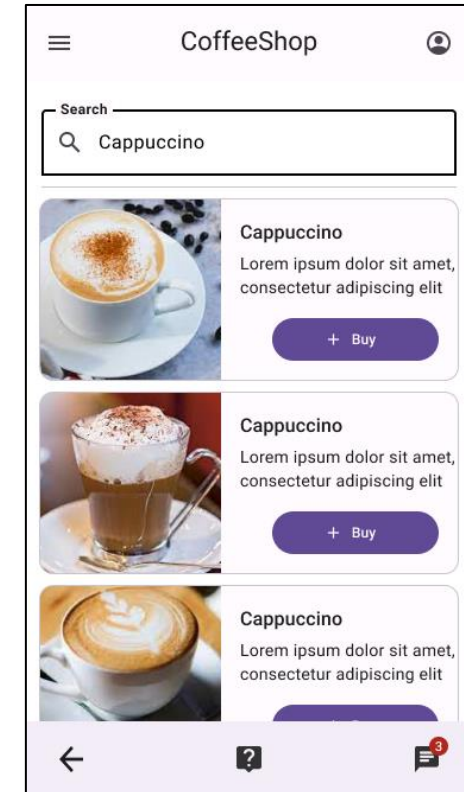 CoffeeShop
Search
Cappuccino
Cappuccino
Lorem ipsum dolor sit amet,
consectetur adipiscing elit
+ Buy
Cappuccino
Lorem ipsum dolor sit amet,
consectetur adipiscing elit
+ Buy
Cappuccino
Lorem ipsum dolor sit amet,
consectetur adipiscing elit
?
3